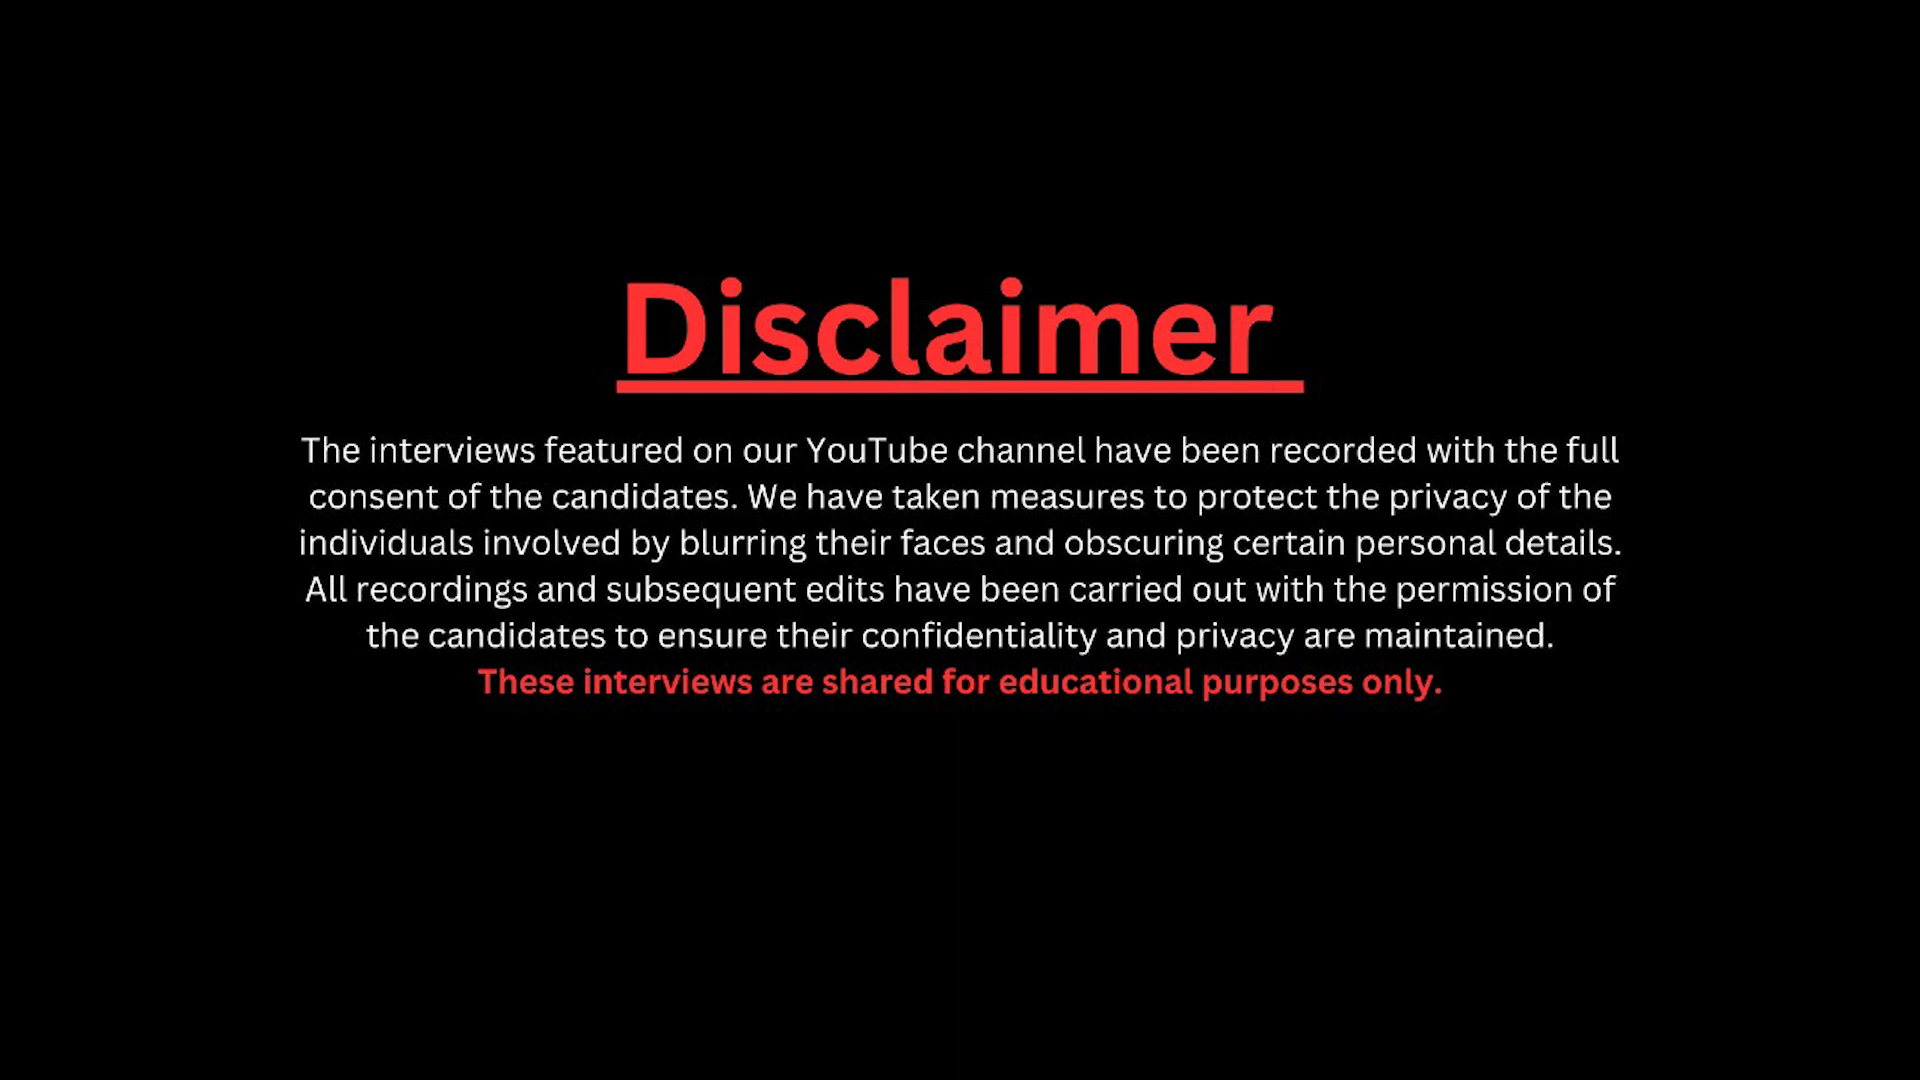 Disclaimer
The interviews featured on our YouTube channel have been recorded with the full
consent of the candidates. We have taken measures to protect the privacy of the
individuals involved by blurring their faces and obscuring certain personal details.
All recordings and subsequent edits have been carried out with the permission of
the candidates to ensure their confidentiality and privacy are maintained.
These interviews are shared for educational purposes only.